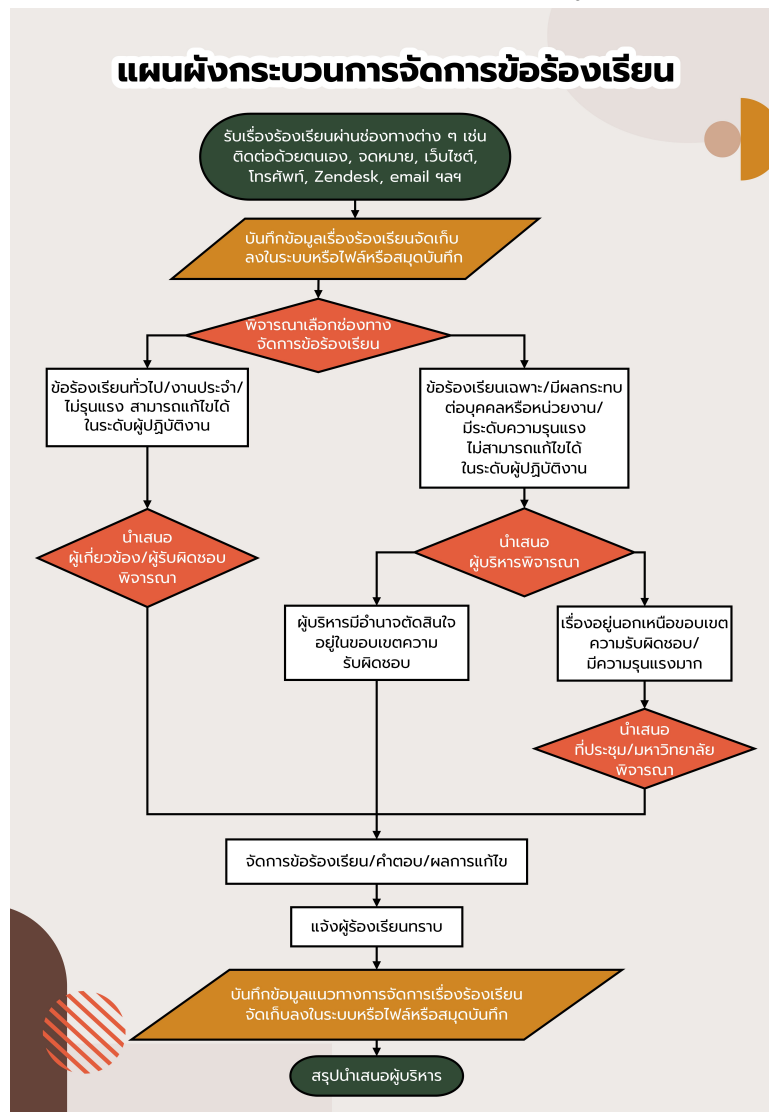 แผนผังกระบวนการจัดการข้อร้องเรียน
รับเรื่องร้องเรียนผ่านช่องทางต่าง ๆ เช่น
ติดต่อด้วยตนเอง, จดหมาย, เว็บไซต์,
โทรศัพท์, Zendesk, email ฯลฯ
บันทึกข้อมูลเรื่องร้องเรียนจัดเก็บ
ลงในระบบหรือไฟล์หรือสมุดบันทึก
พิจารณาเลือกช่องทาง
จัดการข้อร้องเรียน
ข้อร้องเรียนทั่วไป/งานประจำ/
ไม่รุนแรง สามารถแก้ไขได้
ในระดับผู้ปฏิบัติงาน
ข้อร้องเรียนเฉพาะ/มีผลกระทบ
ต่อบุคคลหรือหน่วยงาน/
มีระดับความรุนแรง
ไม่สามารถแก้ไขได้
ในระดับผู้ปฏิบัติงาน
นำเสนอ
ผู้เกี่ยวข้อง/ผู้รับผิดชอบ
พิจารณา
นำเสนอ
ผู้บริหารพิจารณา
ผู้บริหารมีอำนาจตัดสินใจ
อยู่ในขอบเขตความ
รับผิดชอบ
เรื่องอยู่นอกเหนือขอบเขต
ความรับผิดชอบ/
มีความรุนแรงมาก
นำเสนอ
ที่ประชุม/มหาวิทยาลัย
พิจารณา
จัดการข้อร้องเรียน/คำตอบ/ผลการแก้ไข
แจ้งผู้ร้องเรียนทราบ
บันทึกข้อมูลแนวทางการจัดการเรื่องร้องเรียน
จัดเก็บลงในระบบหรือไฟล์หรือสมุดบันทึก
สรุปนำเสนอผู้บริหาร